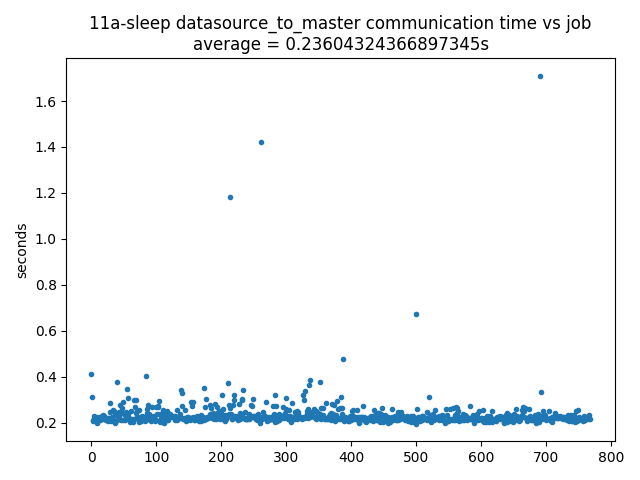 11a-sleep datasource_to_master communication time vs job
average = 0.23604324366897345s
seconds
1.6
1.4
1.2
1.0
0.8
0.6
0.4
0.2
0 100 200 300 400 500 600 700 800